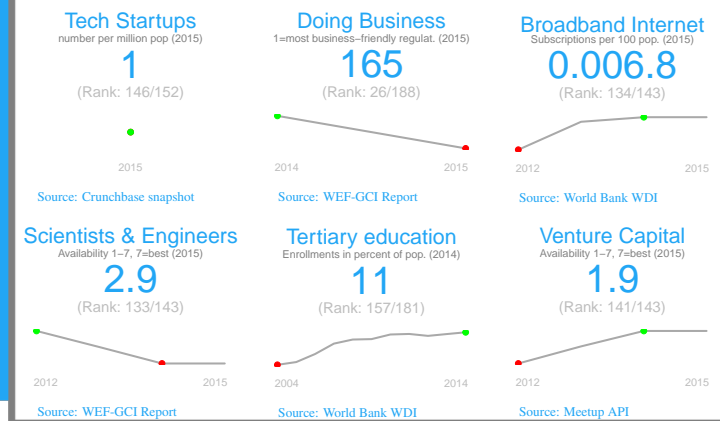 Tech Startups
number per million pop (2015)
1
(Rank: 146/152)
2015
Source: Crunchbase snapshot
Doing Business
1=most business−friendly regulat. (2015)
165
(Rank: 26/188)
2014 2015
Source: WEF-GCI Report
Broadband Internet
Subscriptions per 100 pop. (2015)
0.006.8
(Rank: 134/143)
2012 2015
Source: World Bank WDI
Scientists & Engineers
Availability 1−7, 7=best (2015)
2.9
(Rank: 133/143)
2012 2015
Source: WEF-GCI Report
Tertiary education
Enrollments in percent of pop. (2014)
11
(Rank: 157/181)
2004 2014
Source: World Bank WDI
Venture Capital
Availability 1−7, 7=best (2015)
1.9
(Rank: 141/143)
2012 2015
Source: Meetup API